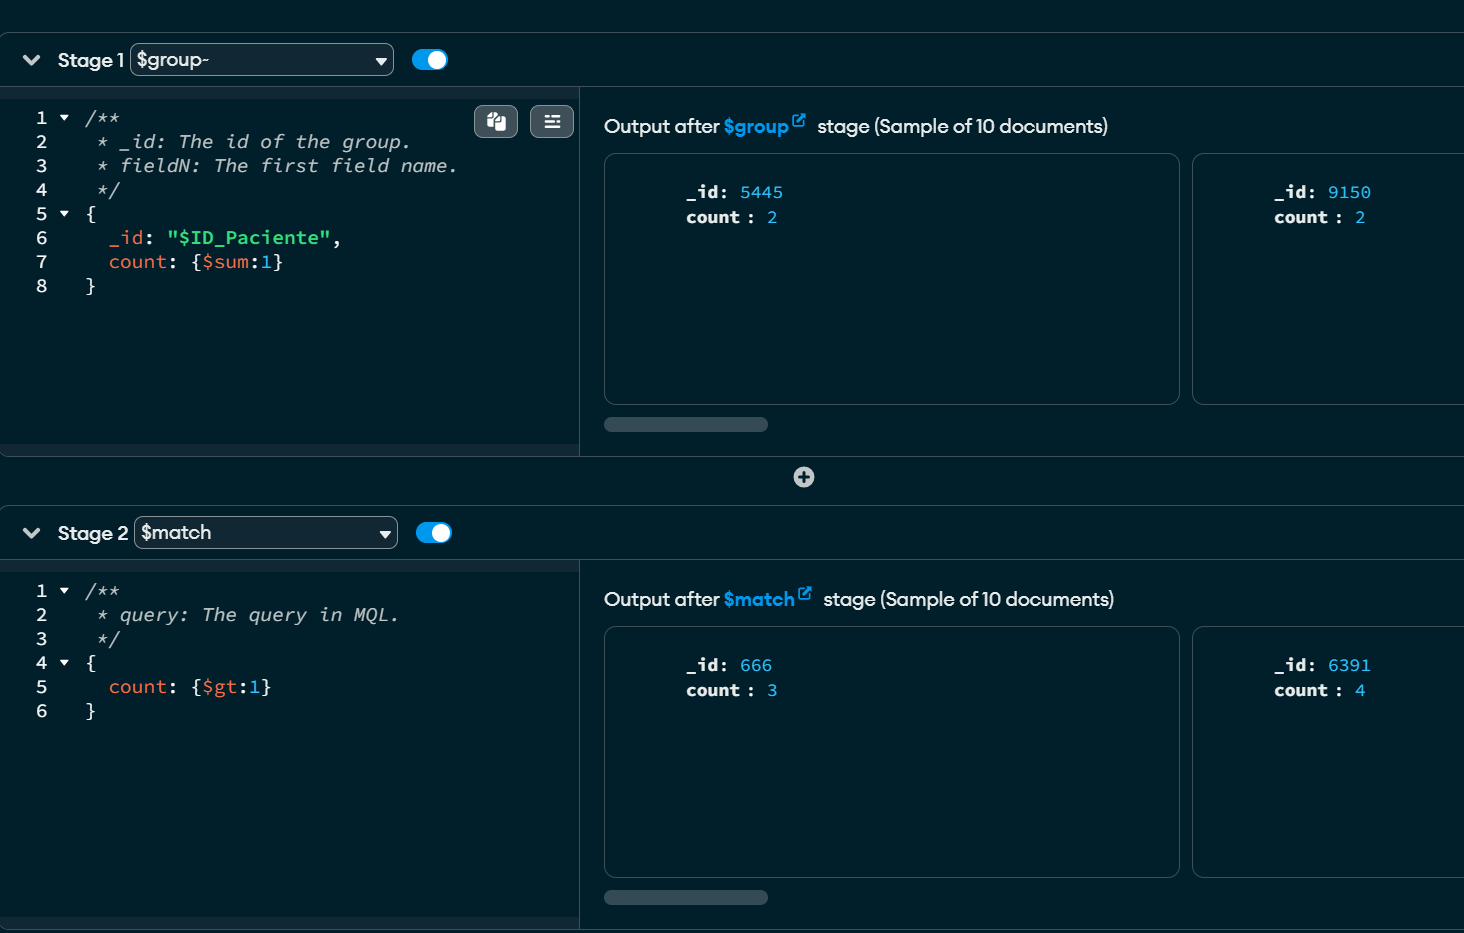 Stage 1 $group~
1 /**
2  * _id: The id of the group.
3  * fieldN: The first field name.
4  */
5 {
6   _id: "$ID_Paciente",
7   count: {$sum:1}
8 }
Output after $group stage (Sample of 10 documents)
_id: 5445
count : 2
_id: 9150
count : 2
Stage 2 $match
1 /**
2  * query: The query in MQL.
3  */
4 {
5   count: {$gt:1}
6 }
Output after $match stage (Sample of 10 documents)
_id: 666
count : 3
_id: 6391
count : 4